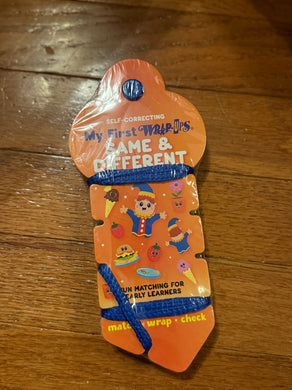 SELF-CORRECTING
My First WRAP-UPS
SAME &
DIFFERENT
FUN MATCHING FOR
EARLY LEARNERS
match • wrap • check